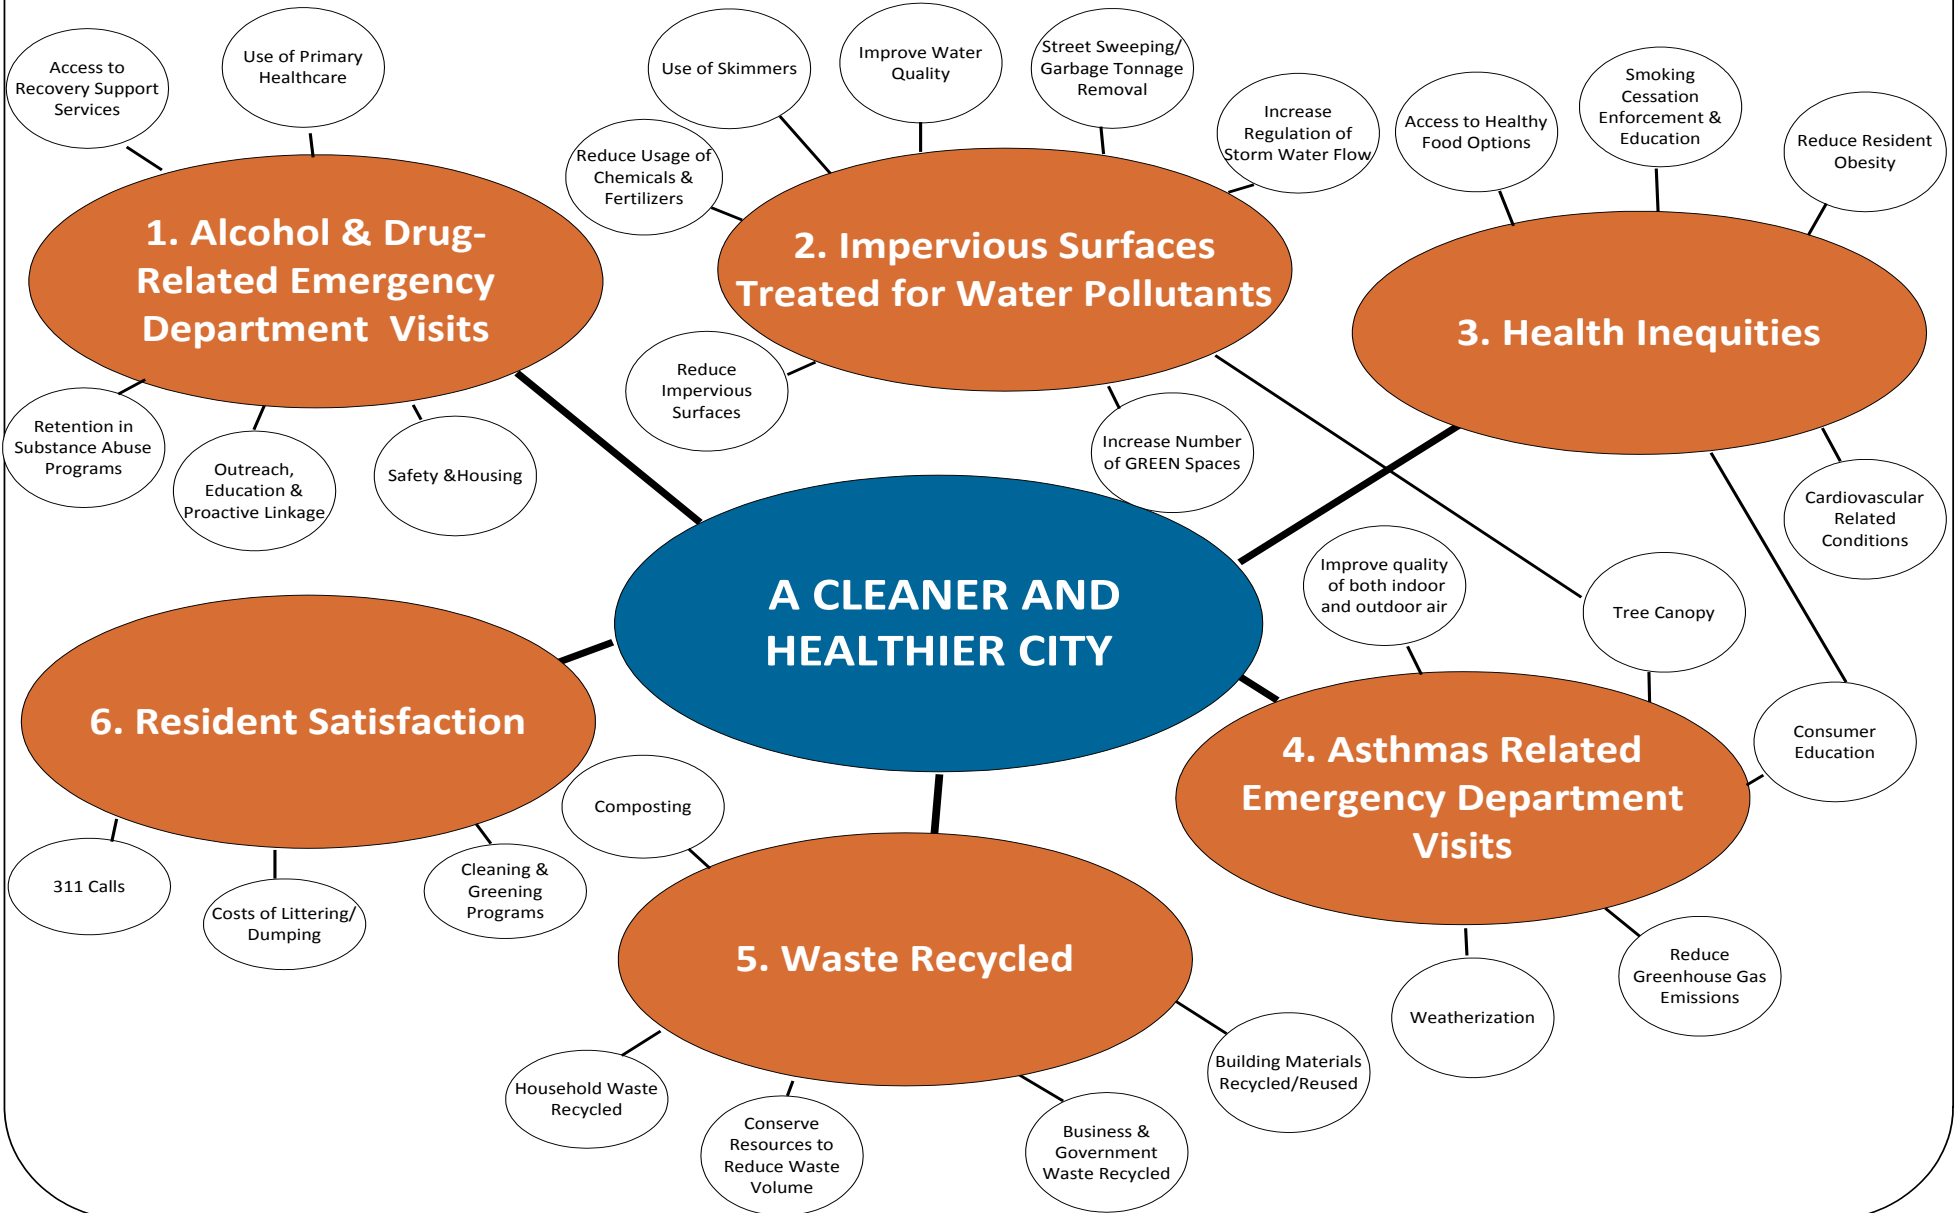 Access to
Recovery Support
Services
Use of Primary
Healthcare
1. Alcohol & Drug-
Related Emergency
Department  Visits
Retention in
Substance Abuse
Programs
Outreach,
Education &
Proactive Linkage
Safety &Housing
Use of Skimmers
Improve Water
Quality
Street Sweeping/
Garbage Tonnage
Removal
Increase
Regulation of
Storm Water Flow
Reduce Usage of
Chemicals &
Fertilizers
2. Impervious Surfaces
Treated for Water Pollutants
Reduce
Impervious
Surfaces
Increase Number
of GREEN Spaces
Access to Healthy
Food Options
Smoking
Cessation
Enforcement &
Education
Reduce Resident
Obesity
3. Health Inequities
Cardiovascular
Related
Conditions
A CLEANER AND
HEALTHIER CITY
Improve quality
of both indoor
and outdoor air
Tree Canopy
Consumer
Education
4. Asthmas Related
Emergency Department
Visits
Reduce
Greenhouse Gas
Emissions
Weatherization
6. Resident Satisfaction
311 Calls
Costs of Littering/
Dumping
Cleaning &
Greening
Programs
Composting
5. Waste Recycled
Household Waste
Recycled
Conserve
Resources to
Reduce Waste
Volume
Business &
Government
Waste Recycled
Building Materials
Recycled/Reused